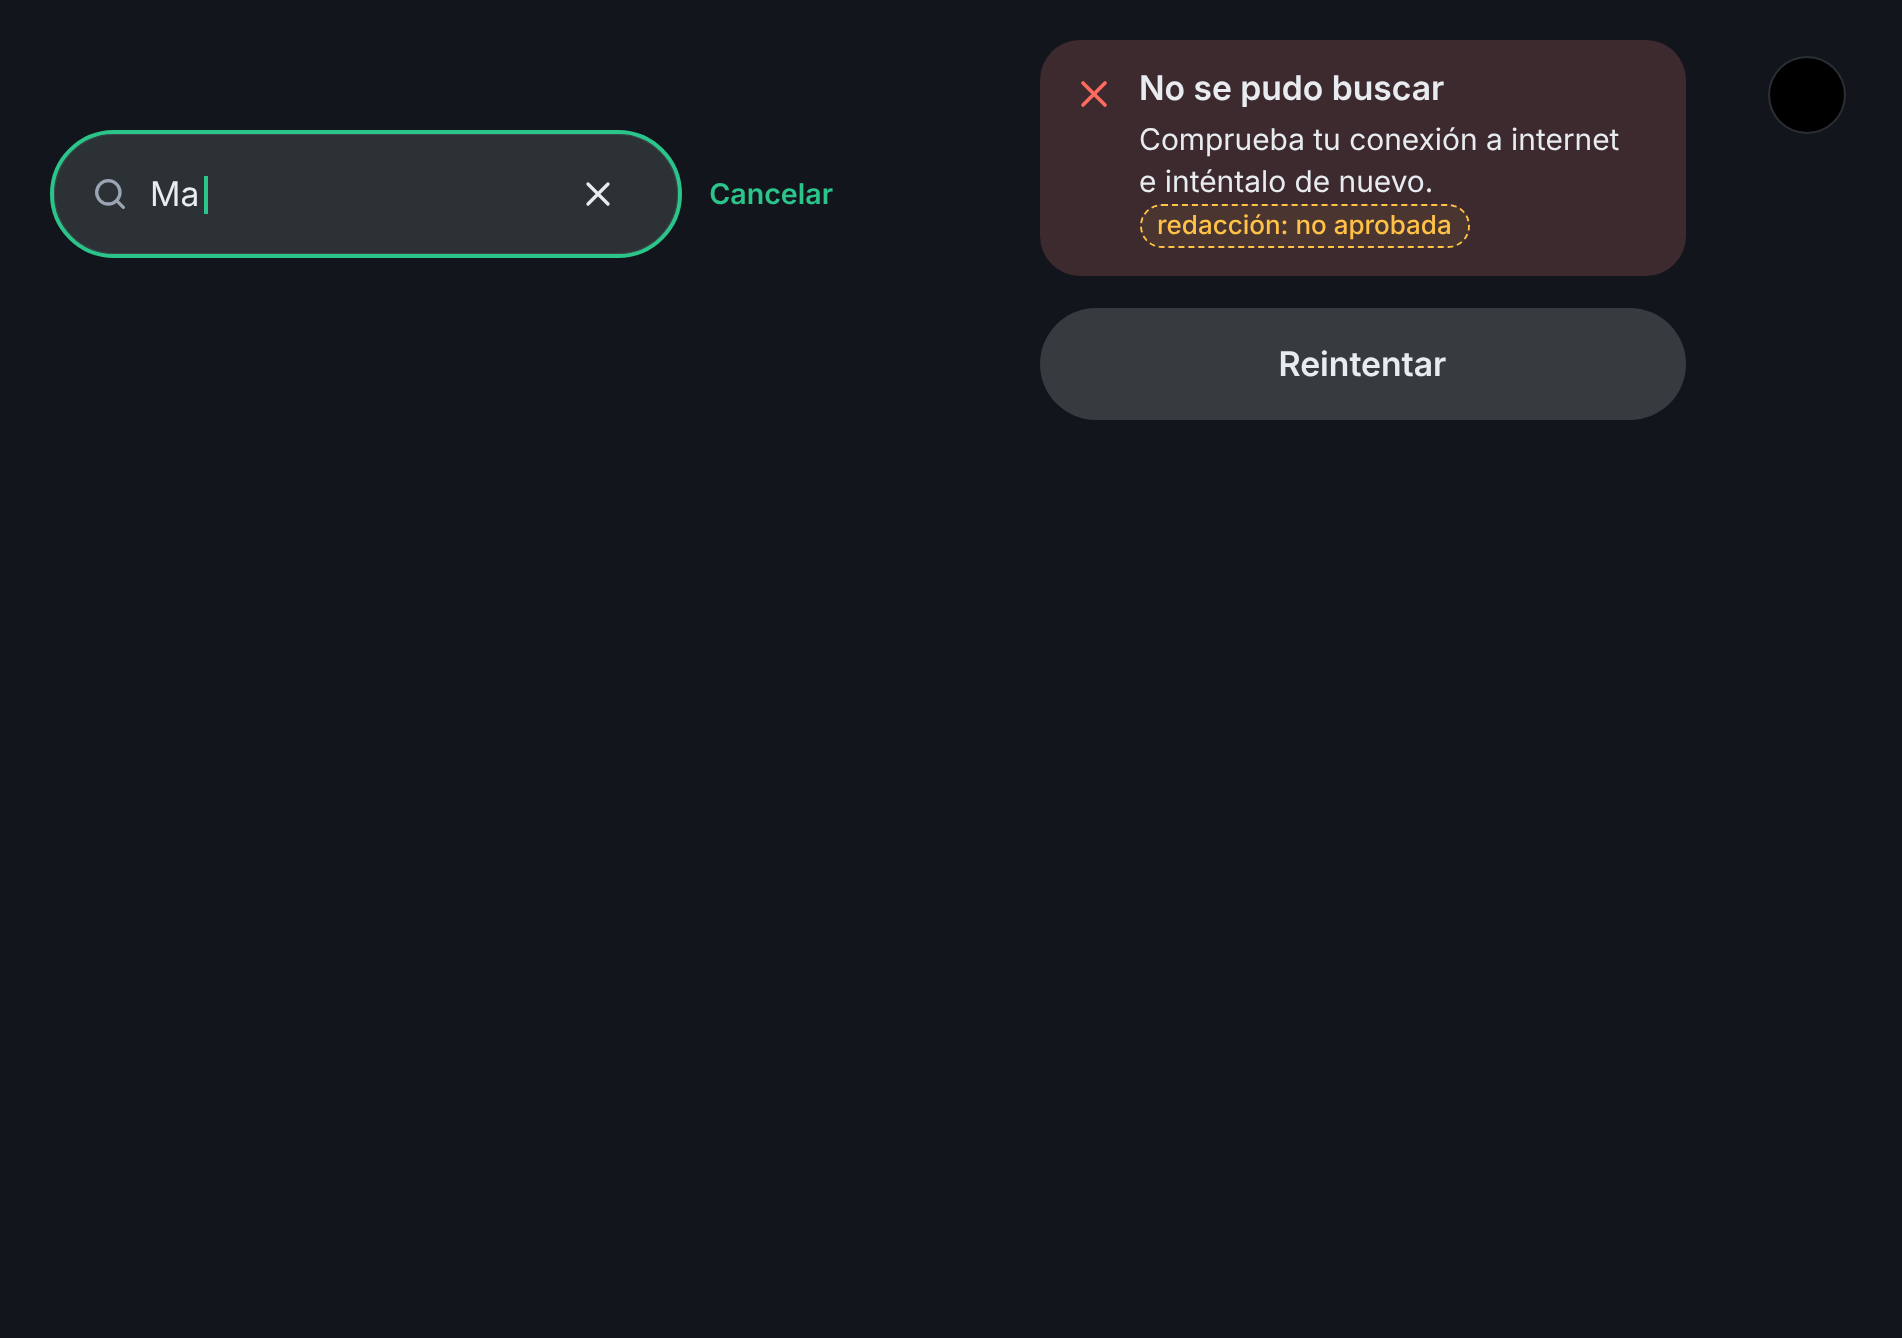 Ma
Cancelar
No se pudo buscar
Comprueba tu conexión a internet
e inténtalo de nuevo.
redacción: no aprobada
Reintentar